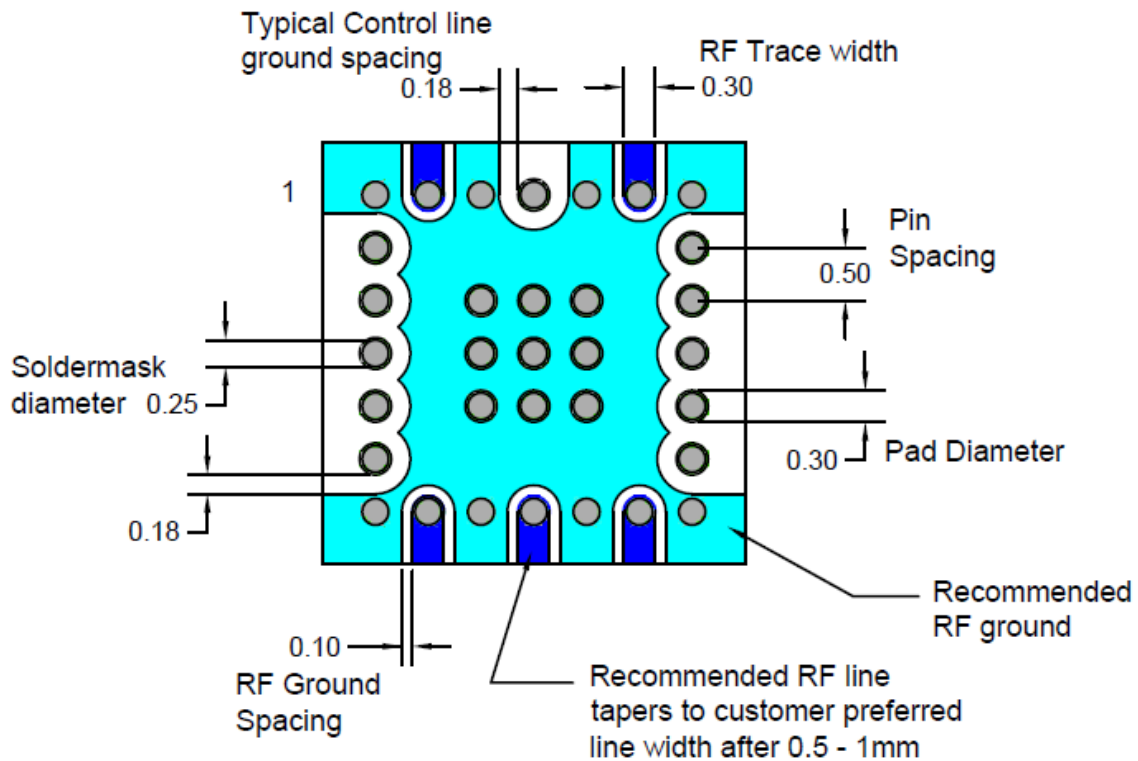 Typical Control line
ground spacing
0.18
RF Trace width
0.30
1
Pin
Spacing
0.50
Soldermask
diameter 0.25
0.30
Pad Diameter
0.18
Recommended
RF ground
0.10
RF Ground
Spacing
Recommended RF line
tapers to customer preferred
line width after 0.5 - 1mm